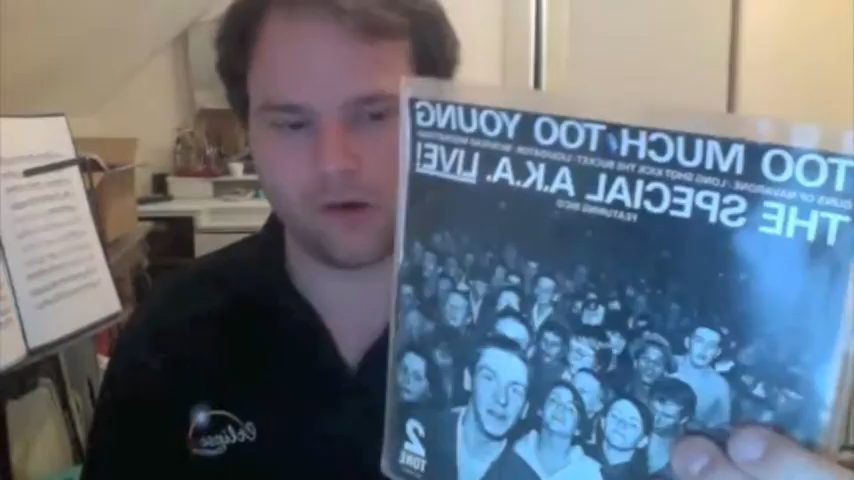 TOO MUCH, TOO YOUNG
GUNS OF NAVARONE / LONG SHOT KICK THE BUCKET - LIQUIDATOR - SKINHEAD
THE SPECIAL A.K.A. LIVE!
FEATURING RICO
2
TONE
eclipse